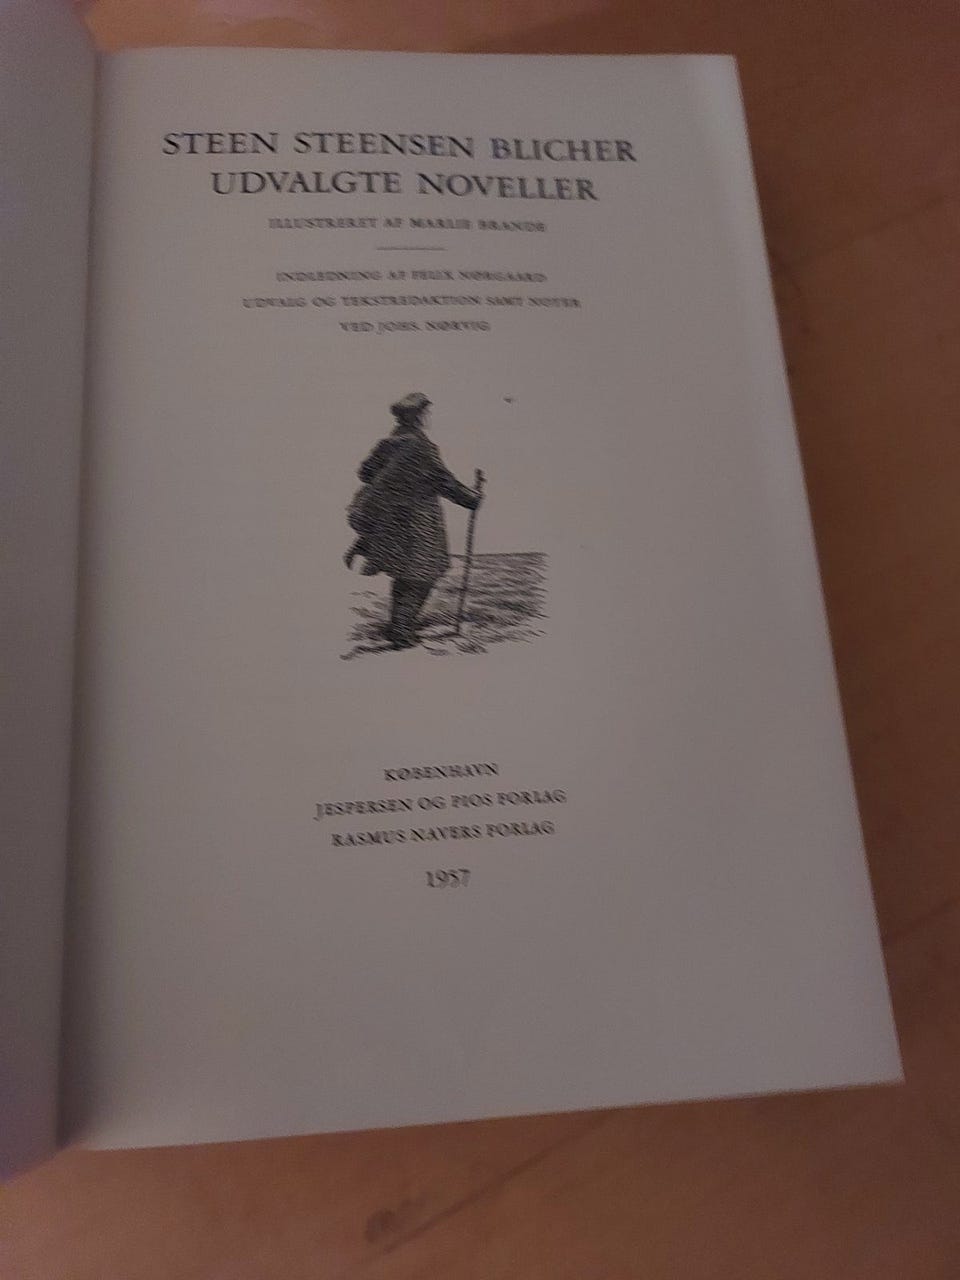 STEEN STEENSEN BLICHER
UDVALGTE NOVELLER
ILLUSTRERET AF MARLIE BRANDE
INDLEDNING AF FELIX NØRGAARD
UDVALG OG TEKSTREDAKTION SAMT NOTER
VED JOHS. NØRVIG
KØBENHAVN
JESPERSEN OG PIOS FORLAG
RASMUS NAVERS FORLAG
1957